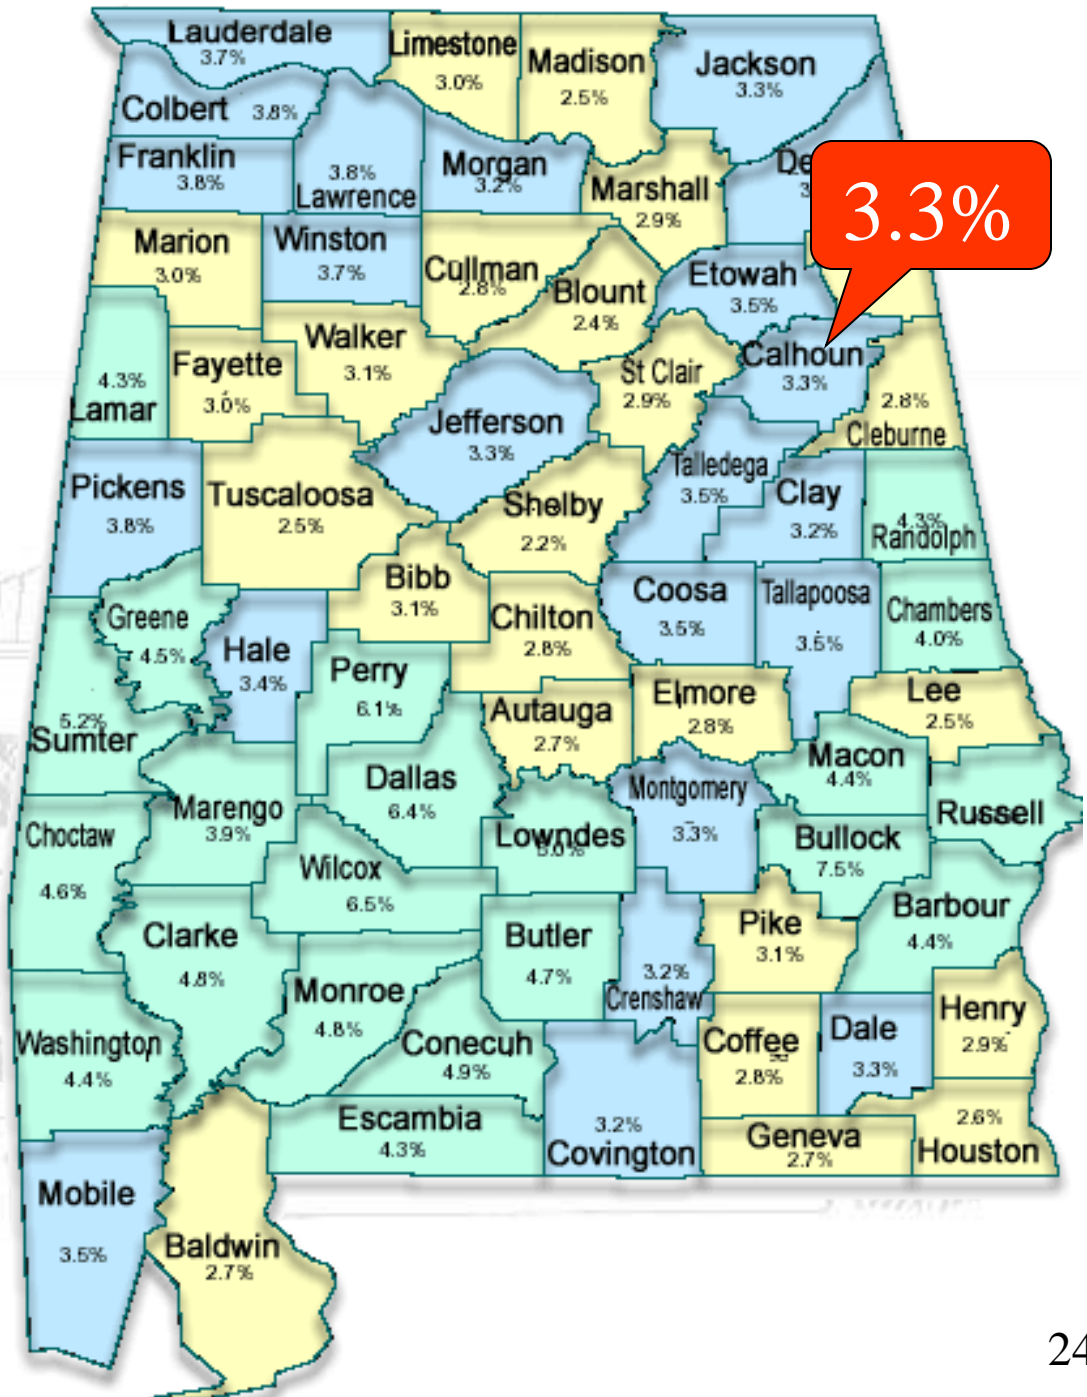 Lauderdale
3.7%
Limestone
3.0%
Madison
2.5%
Jackson
3.3%
Colbert 3.8%
Franklin
3.8%
3.8%
Lawrence
Morgan
3.2%
Marshall
2.9%
De
3
3.3%
Marion
3.0%
Winston
3.7%
Cullman
2.8%
Blount
2.4%
Etowah
3.5%
Walker
3.1%
Fayette
3.0%
4.3%
Lamar
St Clair
2.9%
Calhoun
3.3%
2.8%
Cleburne
Jefferson
3.3%
Pickens
3.8%
Tuscaloosa
2.5%
Shelby
2.2%
Talledega
3.5%
Clay
3.2%
4.3%
Randolph
Bibb
3.1%
Chilton
2.8%
Coosa
3.5%
Tallapoosa
3.5%
Chambers
4.0%
Greene
4.5%
Hale
3.4%
Perry
6.1%
5.2%
Sumter
Autauga
2.7%
Elmore
2.8%
Lee
2.5%
Macon
4.4%
Dallas
6.4%
Montgomery
3.3%
Marengo
3.9%
Russell
Choctaw
4.6%
Lowndes
5.0%
Bullock
7.5%
Wilcox
6.5%
Barbour
4.4%
Clarke
4.8%
Butler
4.7%
Pike
3.1%
3.2%
Crenshaw
Monroe
4.8%
Henry
2.9%
Washington
4.4%
Conecuh
4.9%
Coffee
2.8%
Dale
3.3%
Escambia
4.3%
3.2%
Covington
Geneva
2.7%
2.6%
Houston
Mobile
3.5%
Baldwin
2.7%
24